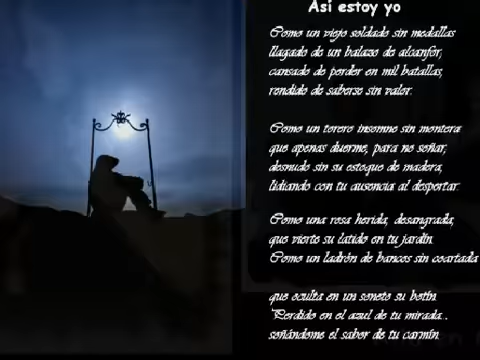 Asi estoy yo
Como un viejo soldado sin medallas
llagado de un balazo de alcanfor,
cansado de perder en mil batallas,
rendido de saberse sin valor.
Como un torero insomne sin montera
que apenas duerme, para no soñar,
desnudo sin su estoque de madera,
lidiando con tu ausencia al despertar.
Como una rosa herida, desangrada,
que vierte su latido en tu jardín.
Como un ladrón de bancos sin coartada
que oculta en un soneto su botín.
"Perdido en el azul de tu mirada..
soñándome el sabor de tu carmín.